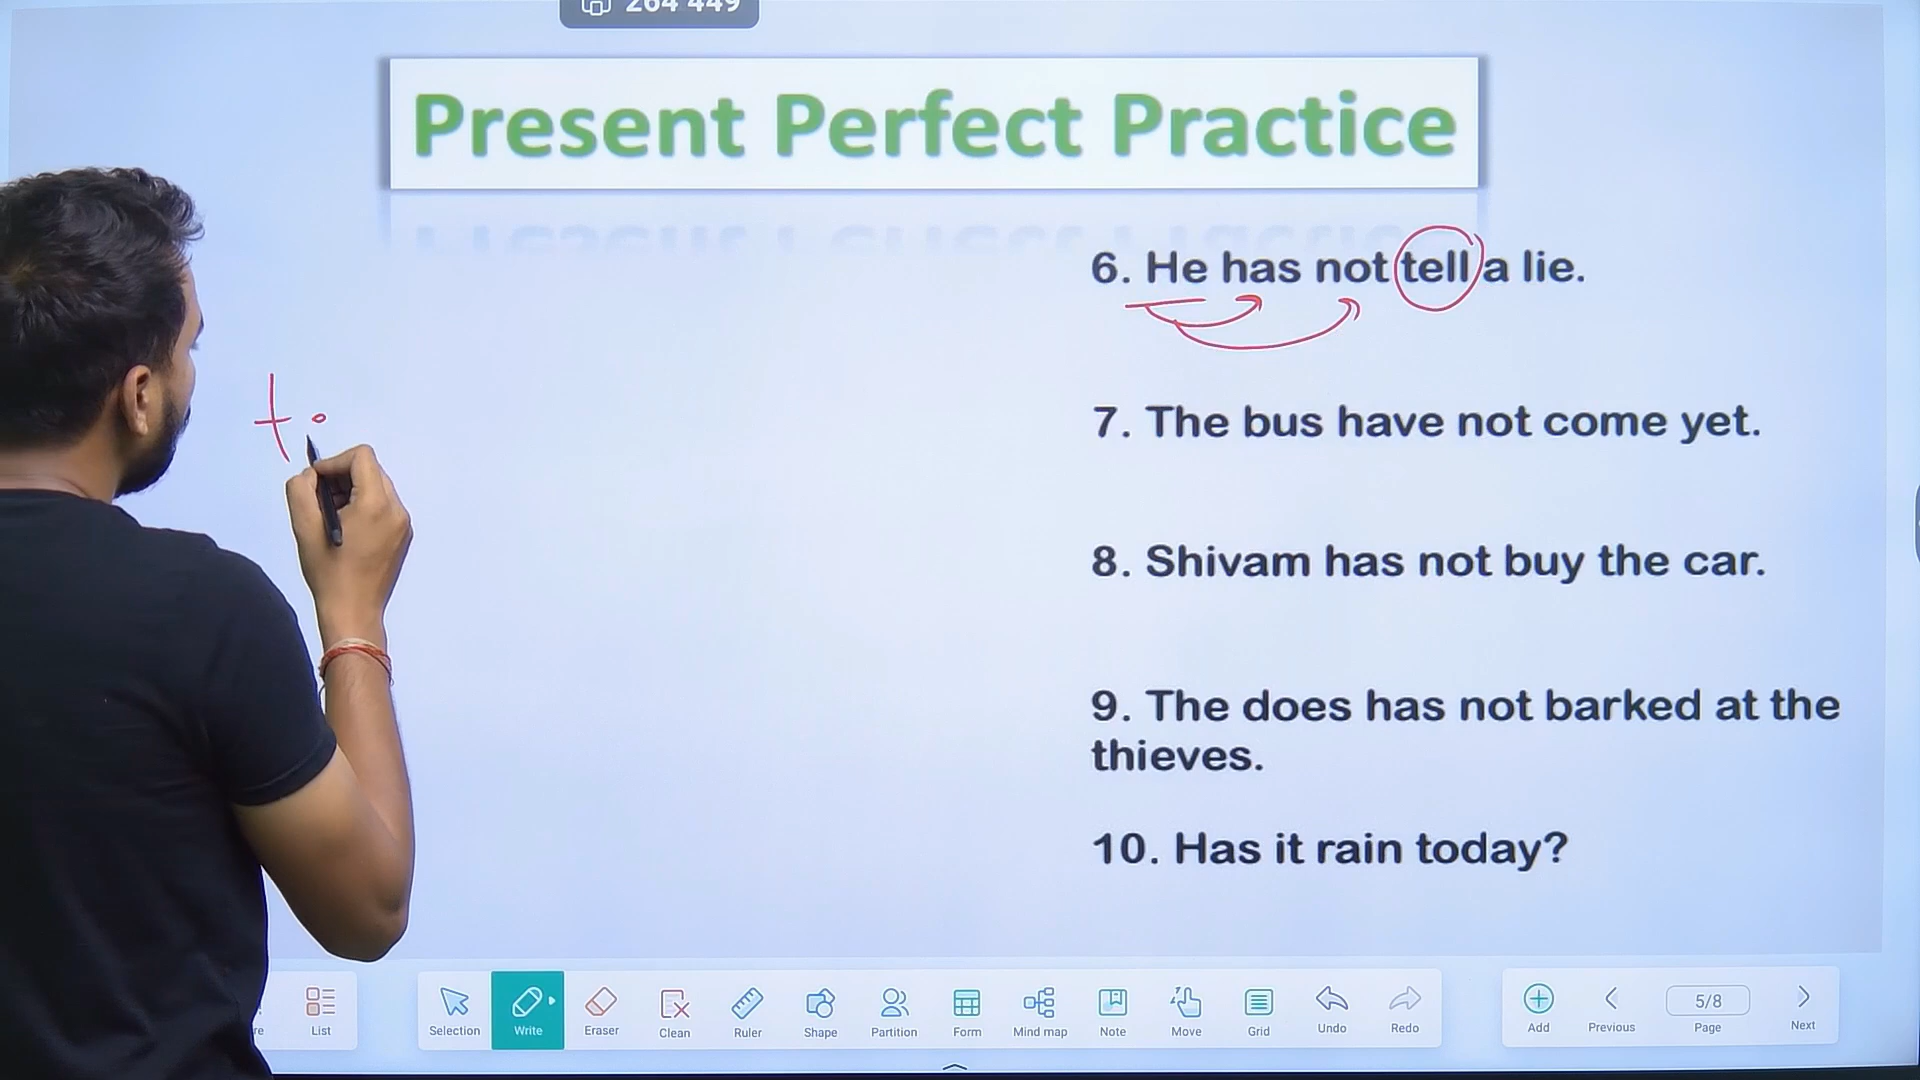 264 449
Present Perfect Practice
6. He has not tell a lie.
7. The bus have not come yet.
8. Shivam has not buy the car.
9. The does has not barked at the
thieves.
10. Has it rain today?
t
List
Selection
Write
Eraser
Clean
Ruler
Shape
Partition
Form
Mind map
Note
Move
Grid
Undo
Redo
Add
Previous
5/8
Page
Next